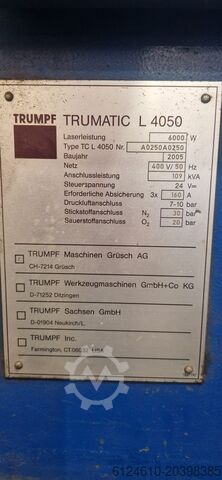 TRUMPF TRUMATIC L 4050
Laserleistung 6000 W
Type TC L 4050 Nr. A0250A0250
Baujahr 2005
Netz 400 V/ 50 Hz
Anschlussleistung 109 kVA
Steuerspannung 24 V
Erforderliche Absicherung 3x 160 A
Druckluftanschluss 7-10 bar
Stickstoffanschluss N2 30 bar
Sauerstoffanschluss O2 20 bar
TRUMPF Maschinen Grüsch AG
CH-7214 Grüsch
TRUMPF Werkzeugmaschinen GmbH+Co KG
D-71252 Ditzingen
TRUMPF Sachsen GmbH
D-01904 Neukirch/L.
TRUMPF Inc.
Farmington, CT.06032 USA
6124610-20398385